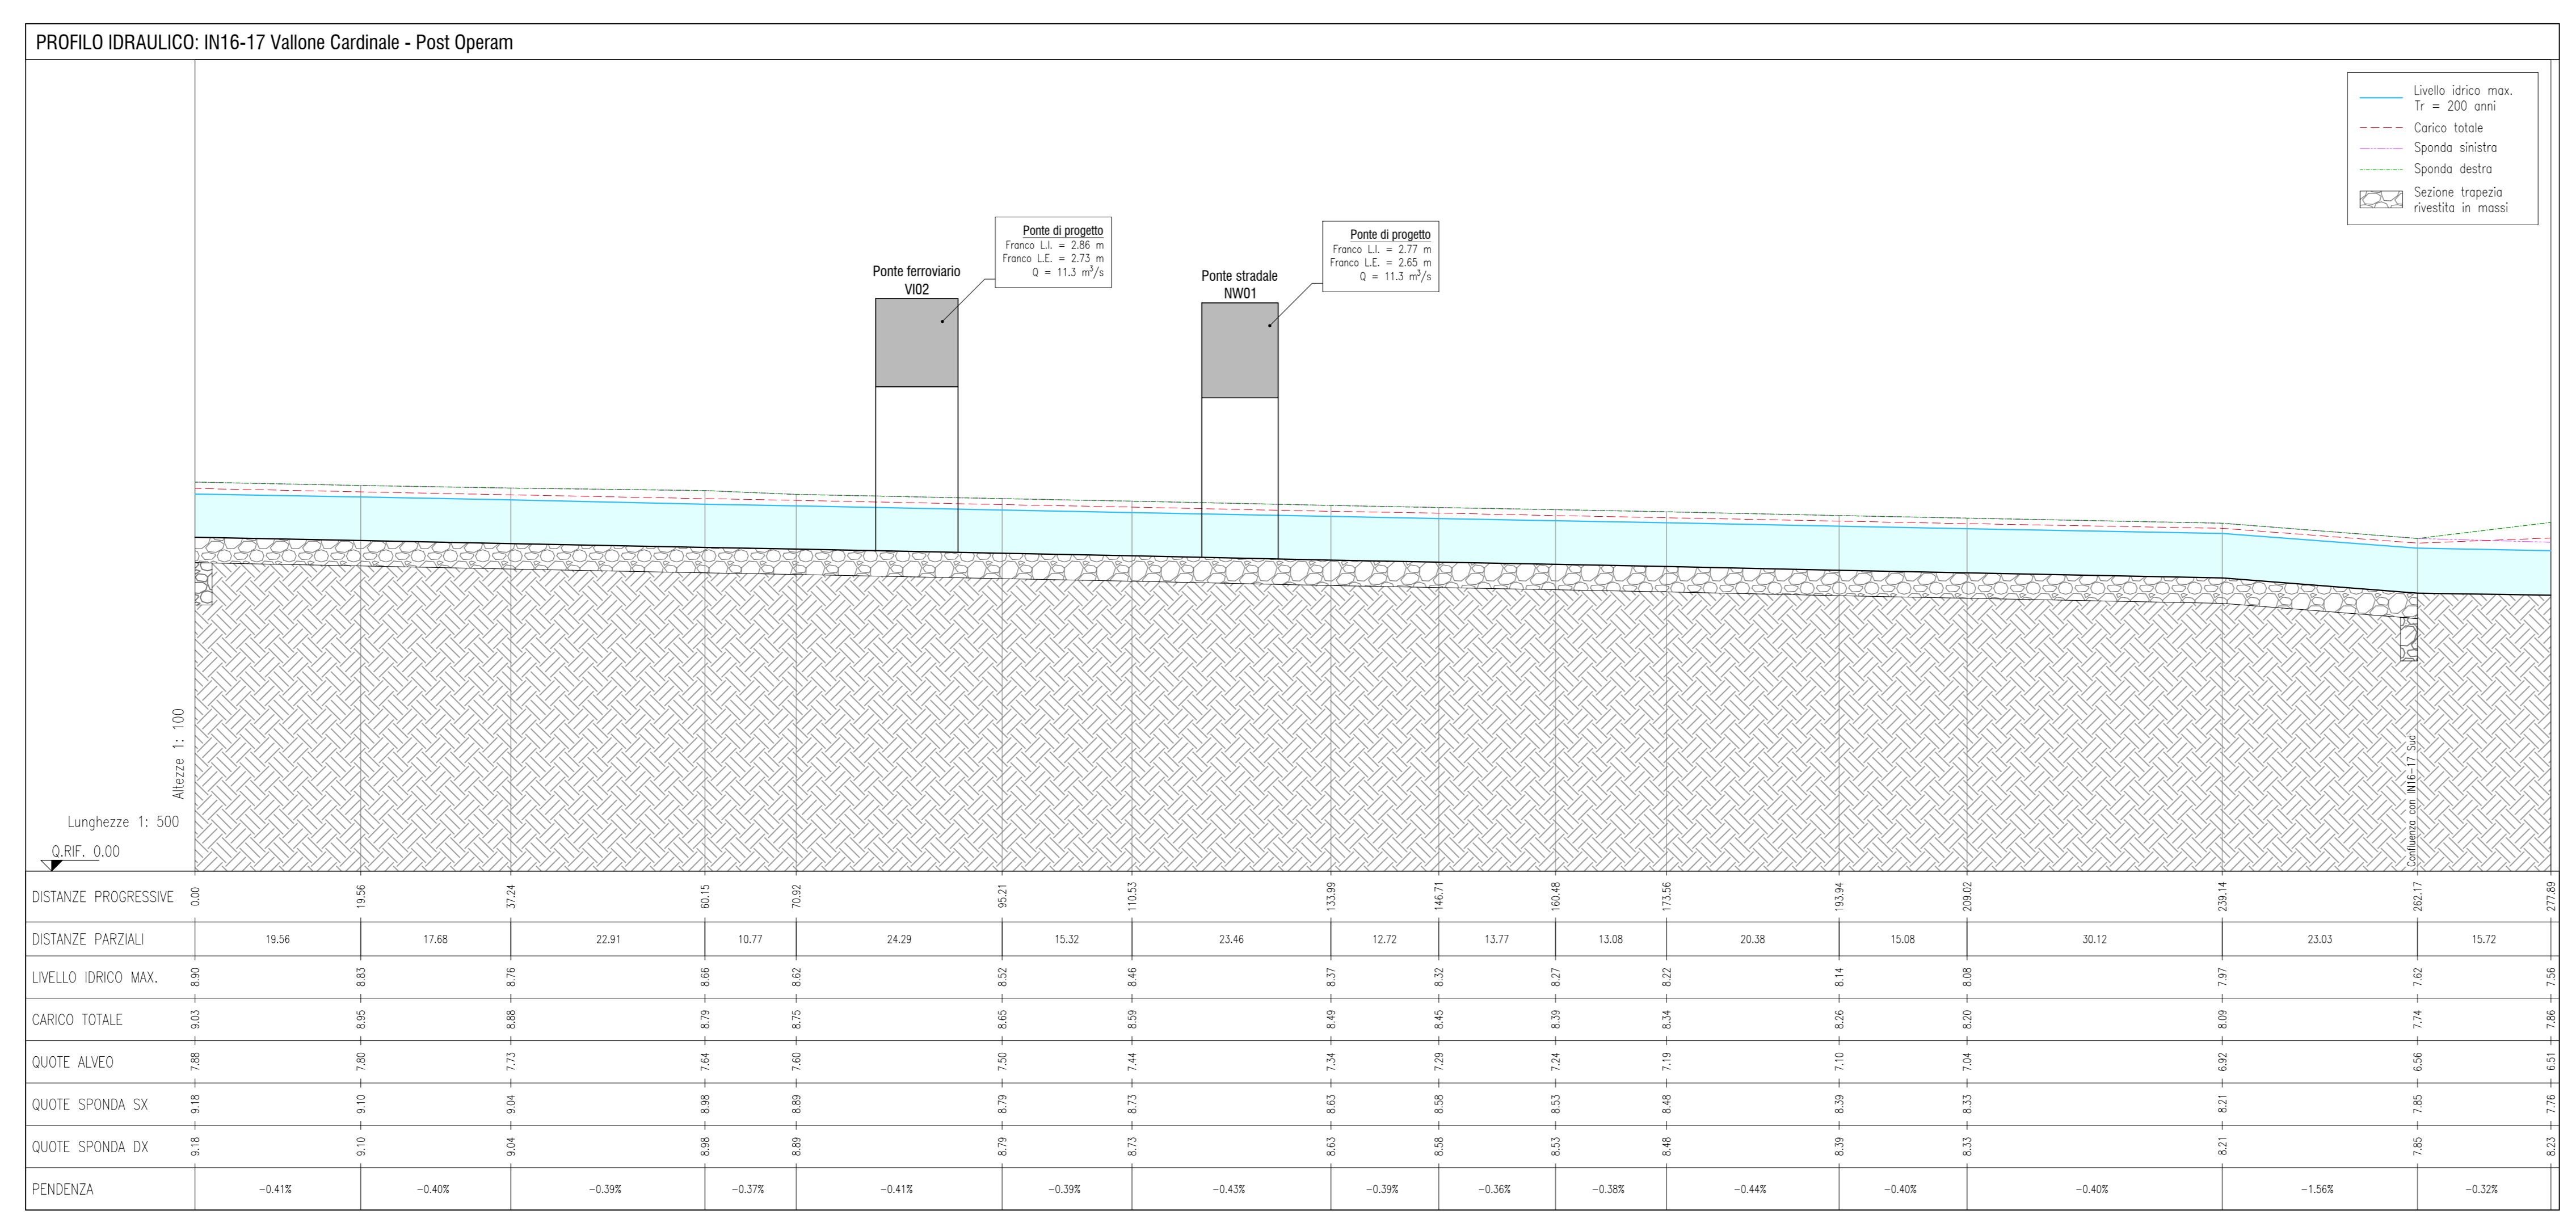 PROFILO IDRAULICO: IN16-17 Vallone Cardinale - Post Operam
Livello idrico max.
Tr = 200 anni
Carico totale
Sponda sinistra
Sponda destra
Sezione trapezia
rivestita in massi
Ponte di progetto
Franco L.I. = 2.86 m
Franco L.E. = 2.73 m
Q = 11.3 m³/s
Ponte ferroviario
VI02
Ponte di progetto
Franco L.I. = 2.77 m
Franco L.E. = 2.65 m
Q = 11.3 m³/s
Ponte stradale
NW01
Altezze 1: 100
Lunghezze 1: 500
Q.RIF. 0.00
Confluenza con IN16-17 Sud
DISTANZE PROGRESSIVE 0.00 19.56 37.24 60.15 70.92 95.21 110.53 133.99 146.71 160.48 173.56 193.94 209.02 239.14 262.17 277.89
DISTANZE PARZIALI 19.56 17.68 22.91 10.77 24.29 15.32 23.46 12.72 13.77 13.08 20.38 15.08 30.12 23.03 15.72
LIVELLO IDRICO MAX. 8.90 8.83 8.76 8.66 8.62 8.52 8.46 8.37 8.32 8.27 8.22 8.14 8.08 7.97 7.62 7.56
CARICO TOTALE 9.03 8.95 8.88 8.79 8.75 8.65 8.59 8.49 8.45 8.39 8.34 8.26 8.20 8.09 7.74 7.86
QUOTE ALVEO 7.88 7.80 7.73 7.64 7.60 7.50 7.44 7.34 7.29 7.24 7.19 7.10 7.04 6.92 6.56 6.51
QUOTE SPONDA SX 9.18 9.10 9.04 8.98 8.89 8.79 8.73 8.63 8.58 8.53 8.48 8.39 8.33 8.21 7.85 7.76
QUOTE SPONDA DX 9.18 9.10 9.04 8.98 8.89 8.79 8.73 8.63 8.58 8.53 8.48 8.39 8.33 8.21 7.85 8.23
PENDENZA -0.41% -0.40% -0.39% -0.37% -0.41% -0.39% -0.43% -0.39% -0.36% -0.38% -0.44% -0.40% -0.40% -1.56% -0.32%